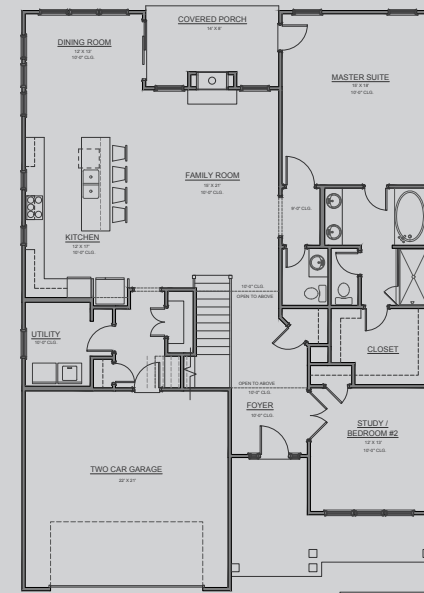 COVERED PORCH
14' X 8'
DINING ROOM
12' X 13'
10'-0" CLG.
MASTER SUITE
15' X 18'
10'-0" CLG.
FAMILY ROOM
18' X 21'
10'-0" CLG.
9'-0" CLG.
KITCHEN
12' X 17'
10'-0" CLG.
10'-0" CLG.
OPEN TO ABOVE
UTILITY
10'-0" CLG.
CLOSET
OPEN TO ABOVE
10'-0" CLG.
FOYER
10'-0" CLG.
STUDY /
BEDROOM #2
13' X 12'
10'-0" CLG.
TWO CAR GARAGE
22' X 21'